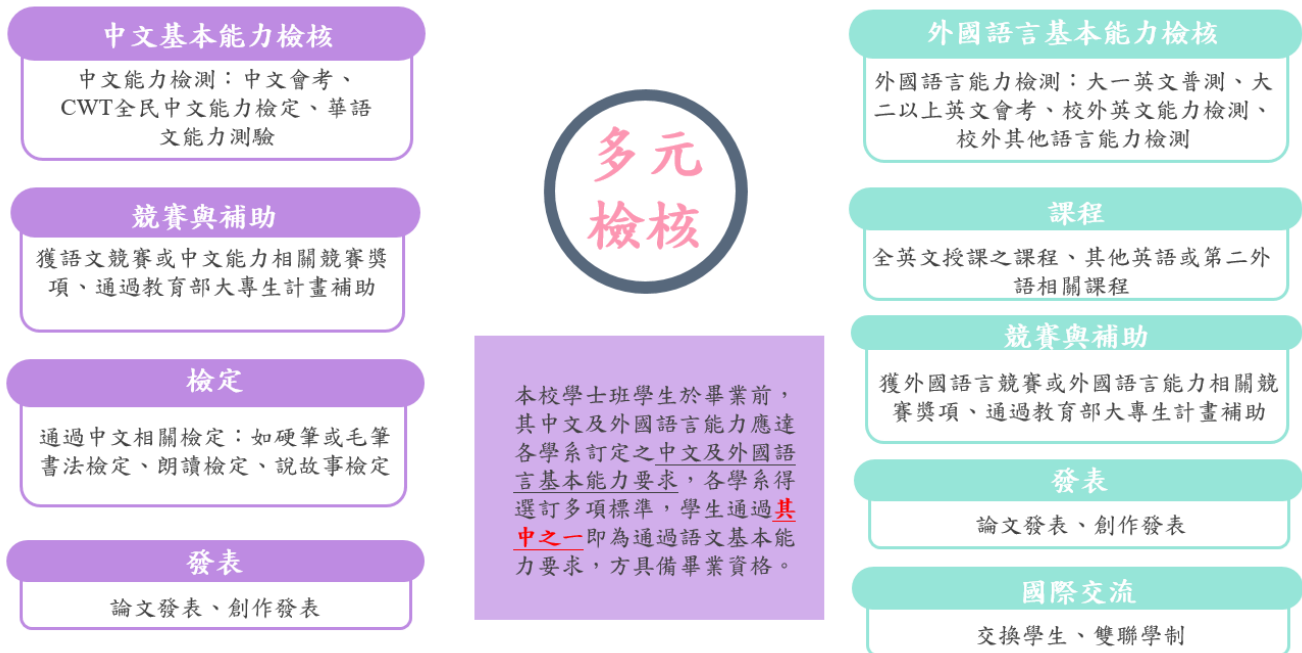 中文基本能力檢核
中文能力檢測：中文會考、
CWT全民中文能力檢定、華語
文能力測驗
競賽與補助
獲語文競賽或中文能力相關競賽獎
項、通過教育部大專生計畫補助
檢定
通過中文相關檢定：如硬筆或毛筆
書法檢定、朗讀檢定、說故事檢定
發表
論文發表、創作發表
多元
檢核
本校學士班學生於畢業前，
其中文及外國語言能力應達
各學系訂定之中文及外國語
言基本能力要求，各學系得
選訂多項標準，學生通過其
中之一即為通過語文基本能
力要求，方具備畢業資格。
外國語言基本能力檢核
外國語言能力檢測：大一英文普測、大
二以上英文會考、校外英文能力檢測、
校外其他語言能力檢測
課程
全英文授課之課程、其他英語或第二外
語相關課程
競賽與補助
獲外國語言競賽或外國語言能力相關競
賽獎項、通過教育部大專生計畫補助
發表
論文發表、創作發表
國際交流
交換學生、雙聯學制